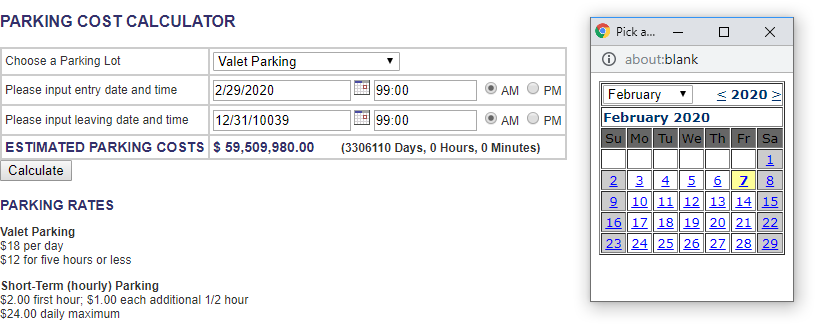 PARKING COST CALCULATOR
Choose a Parking Lot Valet Parking
Please input entry date and time 2/29/2020 99:00 AM PM
Please input leaving date and time 12/31/10039 99:00 AM PM
ESTIMATED PARKING COSTS $ 59,509,980.00 (3306110 Days, 0 Hours, 0 Minutes)
Calculate
PARKING RATES
Valet Parking
$18 per day
$12 for five hours or less
Short-Term (hourly) Parking
$2.00 first hour; $1.00 each additional 1/2 hour
$24.00 daily maximum
Pick a...
about:blank
February < 2020 >
February 2020
Su Mo Tu We Th Fr Sa
1
2 3 4 5 6 7 8
9 10 11 12 13 14 15
16 17 18 19 20 21 22
23 24 25 26 27 28 29